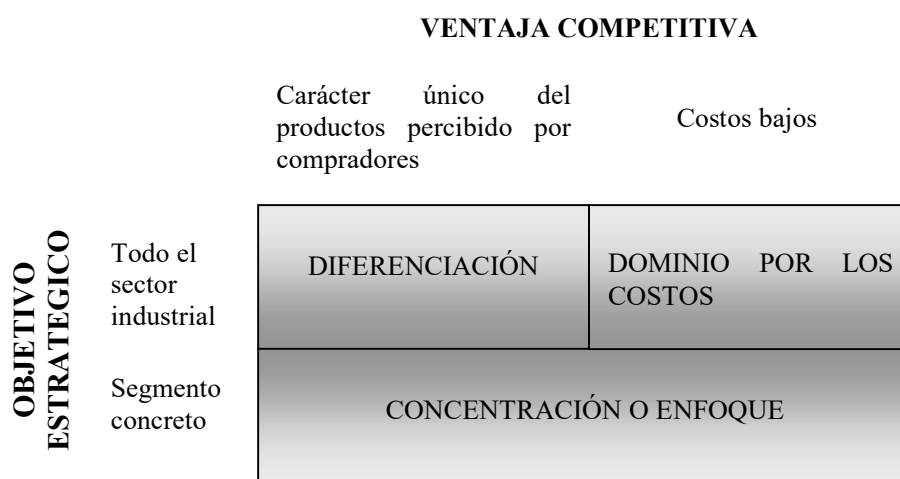 VENTAJA COMPETITIVA
Carácter único del
productos percibido por
compradores
Costos bajos
OBJETIVO
ESTRATEGICO
Todo el
sector
industrial
DIFERENCIACIÓN
DOMINIO POR LOS
COSTOS
Segmento
concreto
CONCENTRACIÓN O ENFOQUE